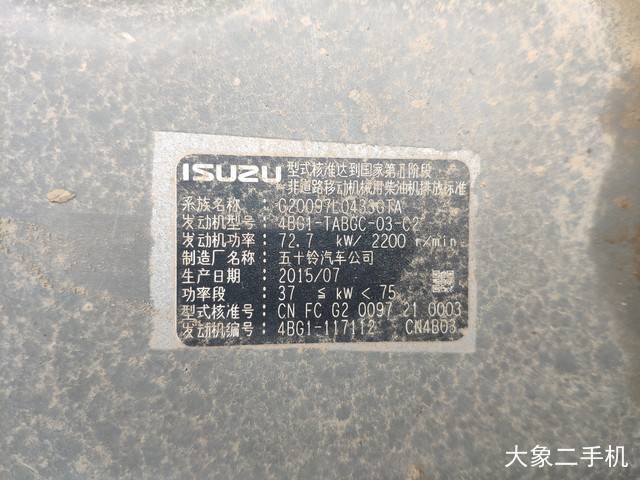 ISUZU
型式核准达到国家第Ⅱ阶段
非道路移动机械用柴油机排放标准
系族名称 : G20097L0433GTA
发动机型号 : 4BG1-TABGC-03-C2
发动机功率 : 72.7 kW/ 2200 r/min
制造厂名称 : 五十铃汽车公司
生产日期 : 2015/07
功率段 : 37 ≦ kW < 75
型式核准号 : CN FC G2 0097 21 0003
发动机编号 : 4BG1-117112 CN4B03
大象二手机